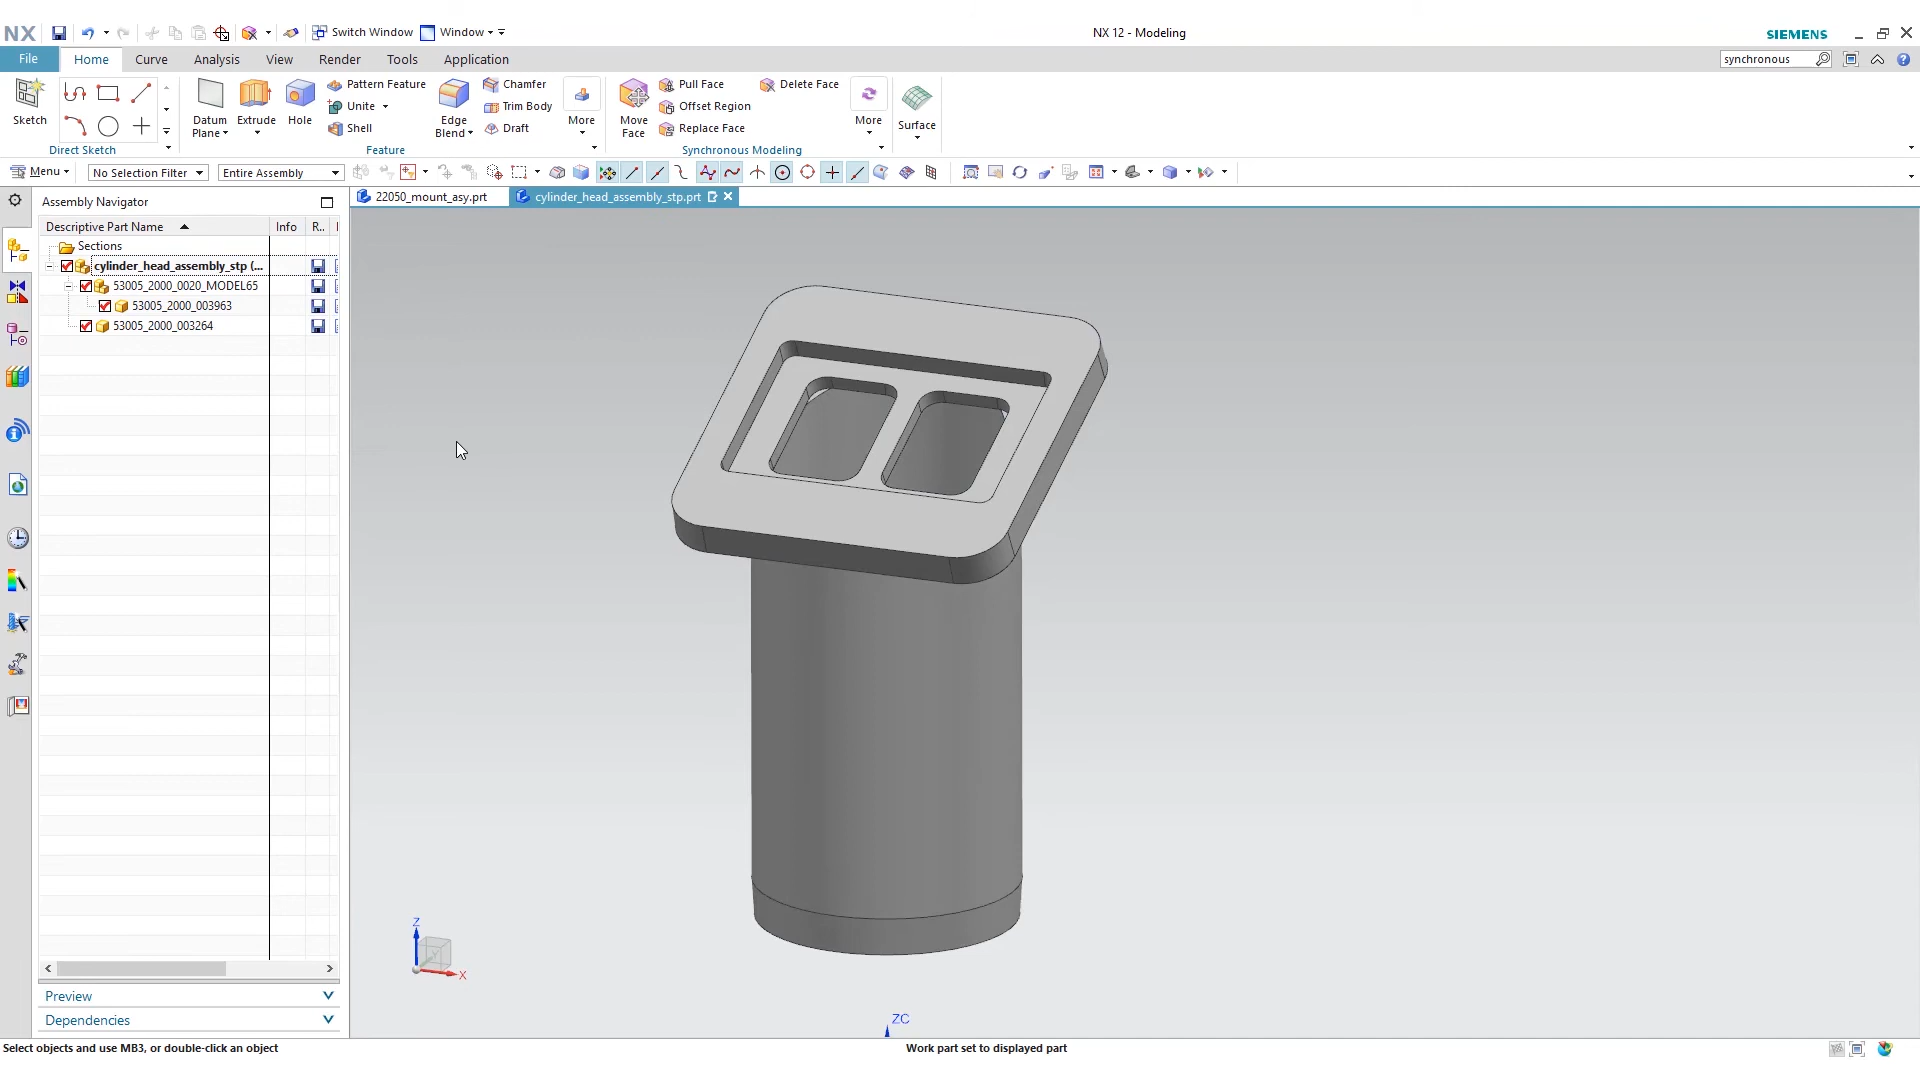 NX
Switch Window
Window
NX 12 - Modeling
SIEMENS
File
Home
Curve
Analysis
View
Render
Tools
Application
synchronous
Sketch
Direct Sketch
Datum
Plane
Extrude
Hole
Pattern Feature
Unite
Shell
Edge
Blend
Chamfer
Trim Body
Draft
More
Feature
Move
Face
Pull Face
Offset Region
Replace Face
Delete Face
More
Synchronous Modeling
Surface
Menu
No Selection Filter
Entire Assembly
Assembly Navigator
22050_mount_asy.prt
cylinder_head_assembly_stp.prt
Descriptive Part Name
Info
R..
Sections
cylinder_head_assembly_stp (...
53005_2000_0020_MODEL65
53005_2000_003963
53005_2000_003264
Z
Y
X
ZC
Preview
Dependencies
Select objects and use MB3, or double-click an object
Work part set to displayed part